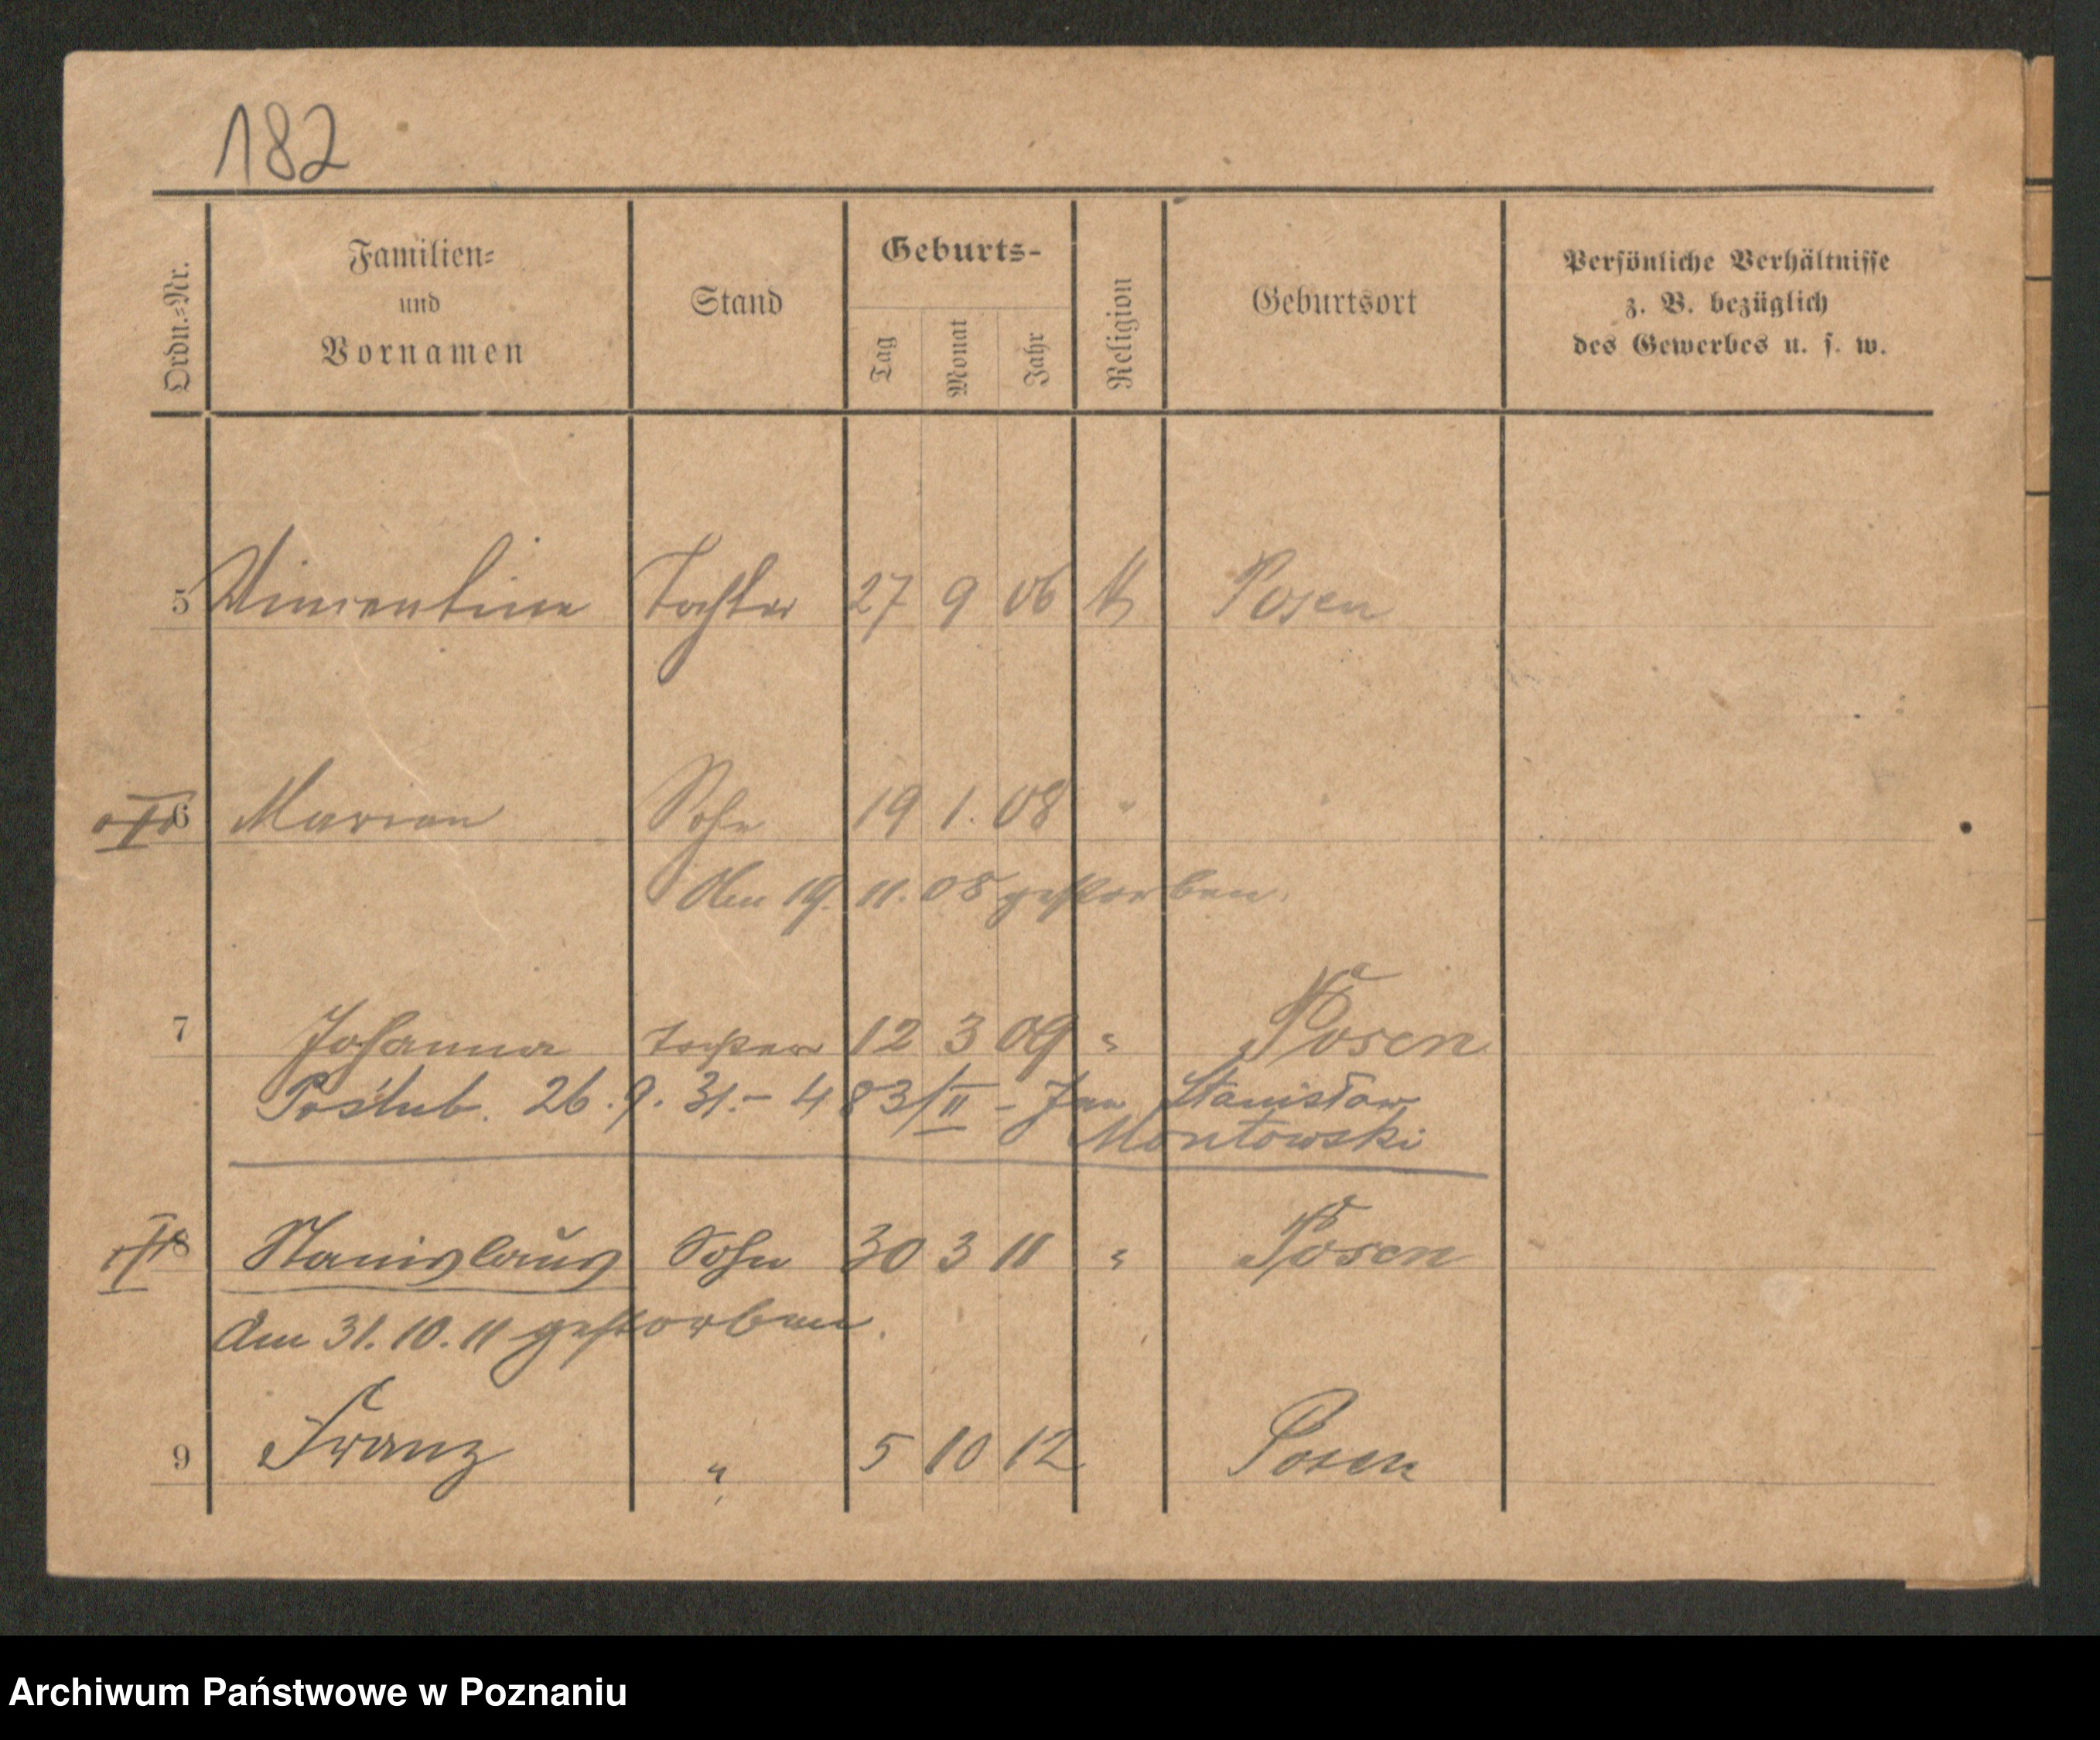 182
Ordn.-Nr.
Familien-
und
Vornamen
Stand
Geburts-
Tag
Monat
Jahr
Religion
Geburtsort
Persönliche Verhältnisse
z. B. bezüglich
des Gewerbes u. s. w.
5 Tochter 27 9 06 Posen
6 Marian Sohn 19 1. 08 "
Am 19. 11. 08 gestorben.
7 Johanna Tochter 12 3 09 " Posen
Poślub. 26. 9. 31. - 483/II - Jan Stanisław
Montowski
8 Stanislaus Sohn 30 3 11 " Posen
Am 31. 10. 11 gestorben.
9 Franz " 5 10 12 Posen
Archiwum Państwowe w Poznaniu